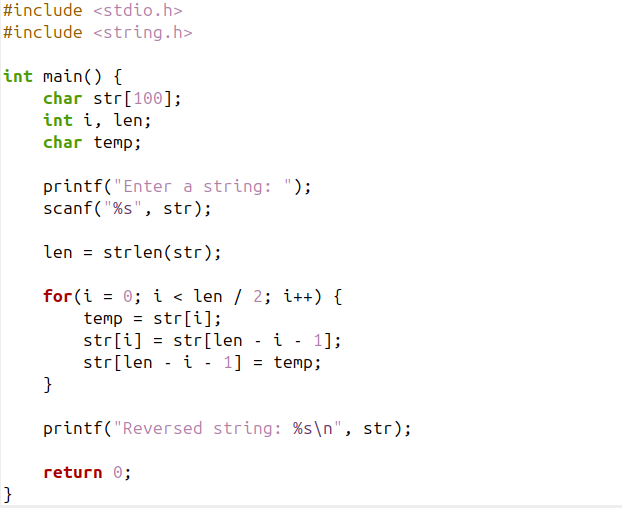 #include <stdio.h>
#include <string.h>

int main() {
    char str[100];
    int i, len;
    char temp;

    printf("Enter a string: ");
    scanf("%s", str);

    len = strlen(str);

    for(i = 0; i < len / 2; i++) {
        temp = str[i];
        str[i] = str[len - i - 1];
        str[len - i - 1] = temp;
    }

    printf("Reversed string: %s\n", str);

    return 0;
}